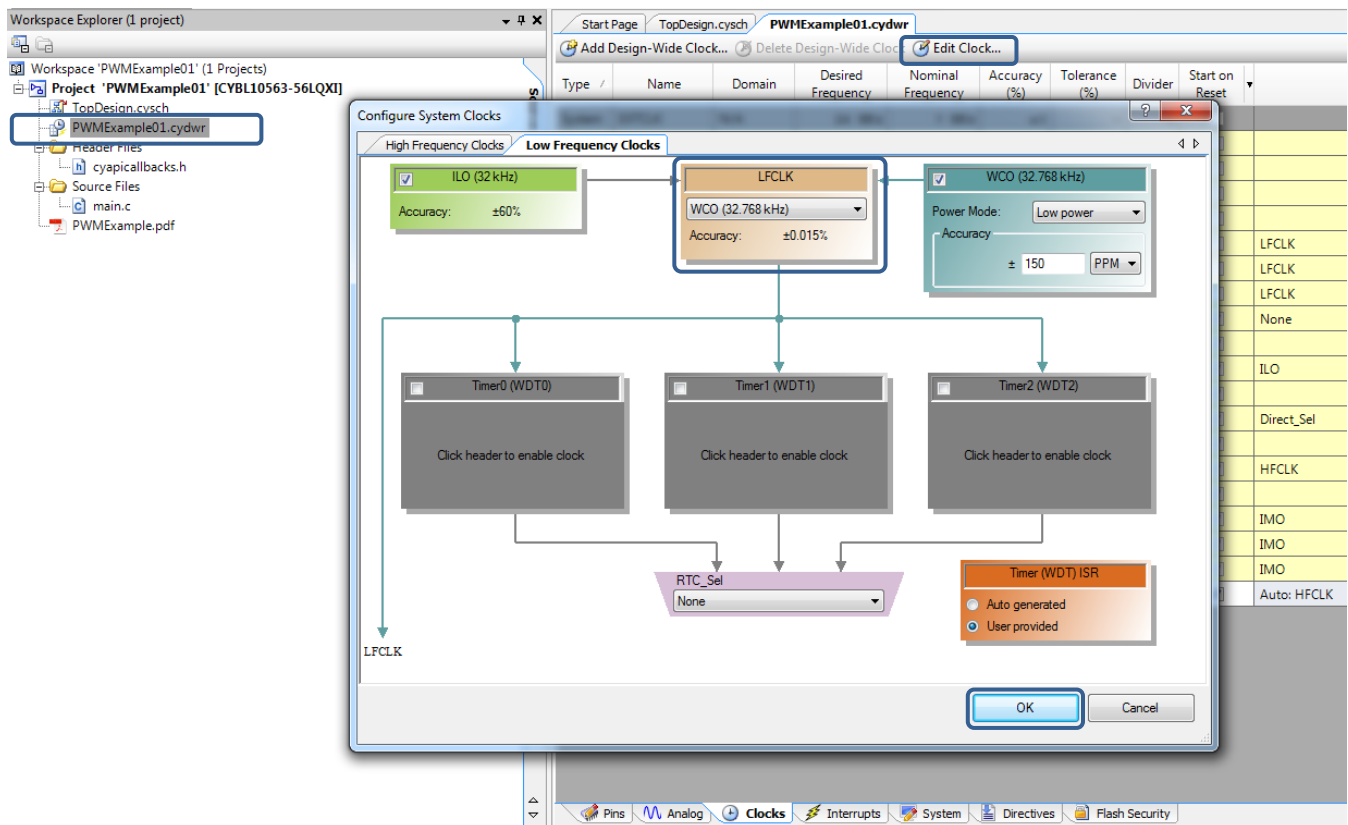 Workspace Explorer (1 project)
Workspace 'PWMExample01' (1 Projects)
Project 'PWMExample01' [CYBL10563-56LQXI]
TopDesign.cysch
PWMExample01.cydwr
Header Files
cyapicallbacks.h
Source Files
main.c
PWMExample.pdf
Start Page TopDesign.cysch PWMExample01.cydwr
Add Design-Wide Clock... Delete Design-Wide Edit Clock...
Type Name Domain Desired Frequency Nominal Frequency Accuracy (%) Tolerance (%) Divider Start on Reset
Configure System Clocks
High Frequency Clocks Low Frequency Clocks
ILO (32 kHz)
Accuracy: ±60%
LFCLK
WCO (32.768 kHz)
Accuracy: ±0.015%
WCO (32.768 kHz)
Power Mode: Low power
Accuracy
± 150 PPM
Timer0 (WDT0)
Click header to enable clock
Timer1 (WDT1)
Click header to enable clock
Timer2 (WDT2)
Click header to enable clock
RTC_Sel
None
Timer (WDT) ISR
Auto generated
User provided
LFCLK
OK Cancel
LFCLK
LFCLK
LFCLK
None
ILO
Direct_Sel
HFCLK
IMO
IMO
IMO
Auto: HFCLK
Pins Analog Clocks Interrupts System Directives Flash Security